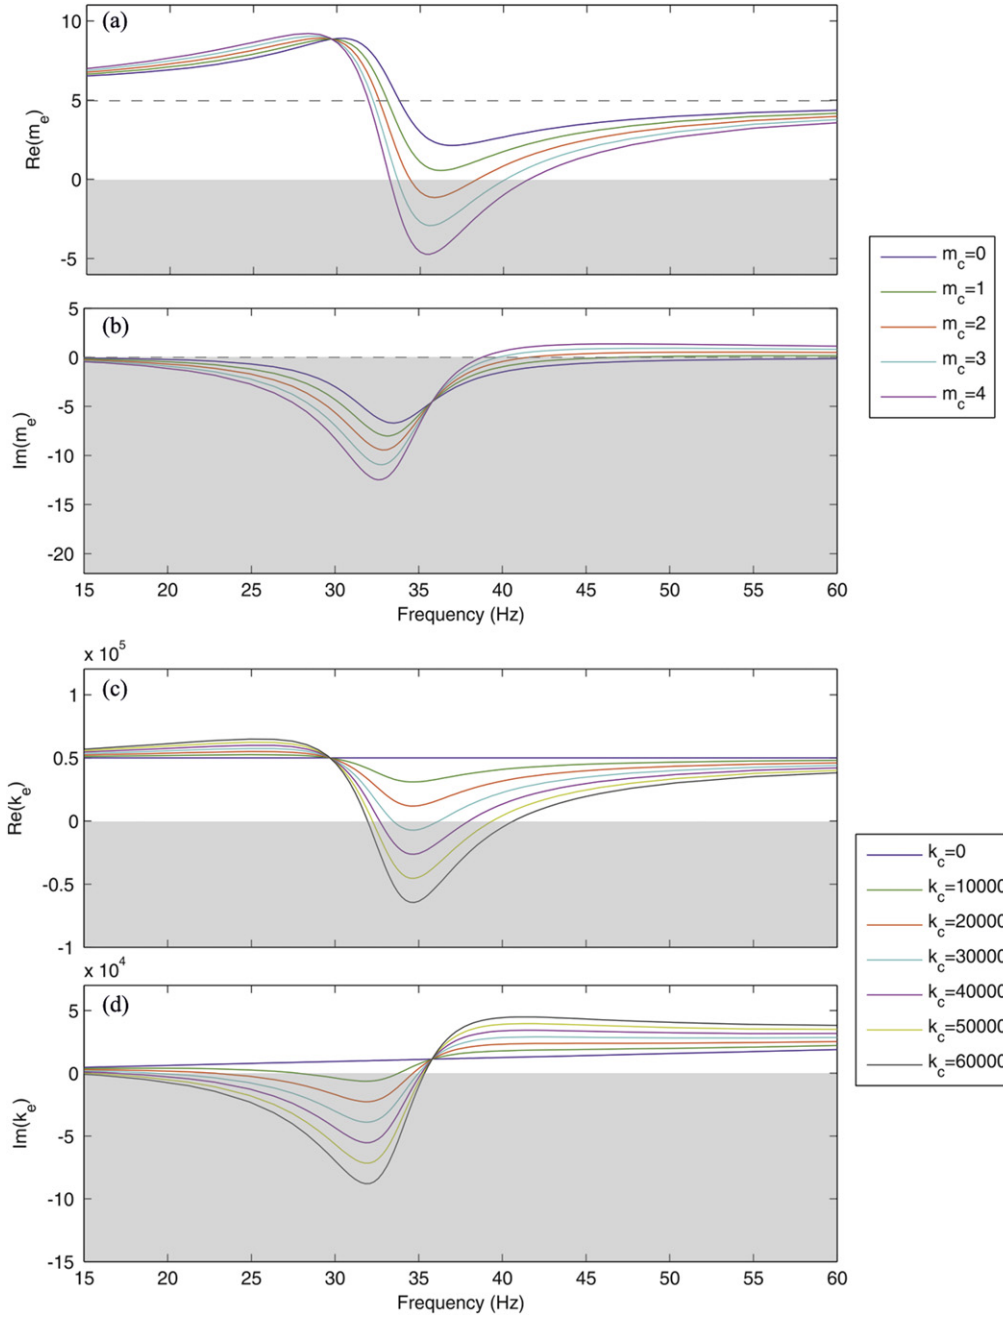 (a)
10
5
0
-5
Re(m_e)
(b)
5
0
-5
-10
-15
-20
Im(m_e)
15 20 25 30 35 40 45 50 55 60
Frequency (Hz)
m_c=0
m_c=1
m_c=2
m_c=3
m_c=4
x 10^5
(c)
1
0.5
0
-0.5
-1
Re(k_e)
x 10^4
(d)
5
0
-5
-10
-15
Im(k_e)
15 20 25 30 35 40 45 50 55 60
Frequency (Hz)
k_c=0
k_c=10000
k_c=20000
k_c=30000
k_c=40000
k_c=50000
k_c=60000